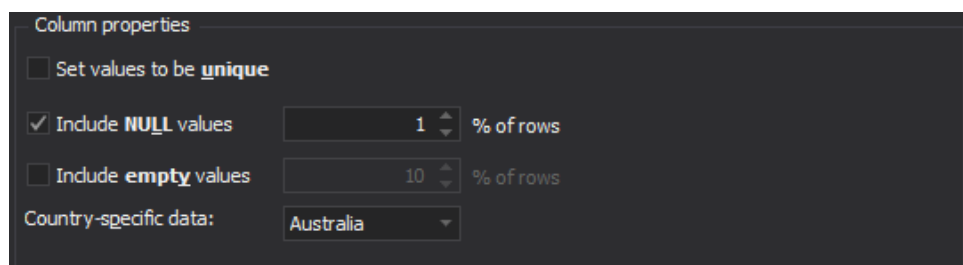 Column properties
Set values to be unique
Include NULL values 1 % of rows
Include empty values 10 % of rows
Country-specific data: Australia